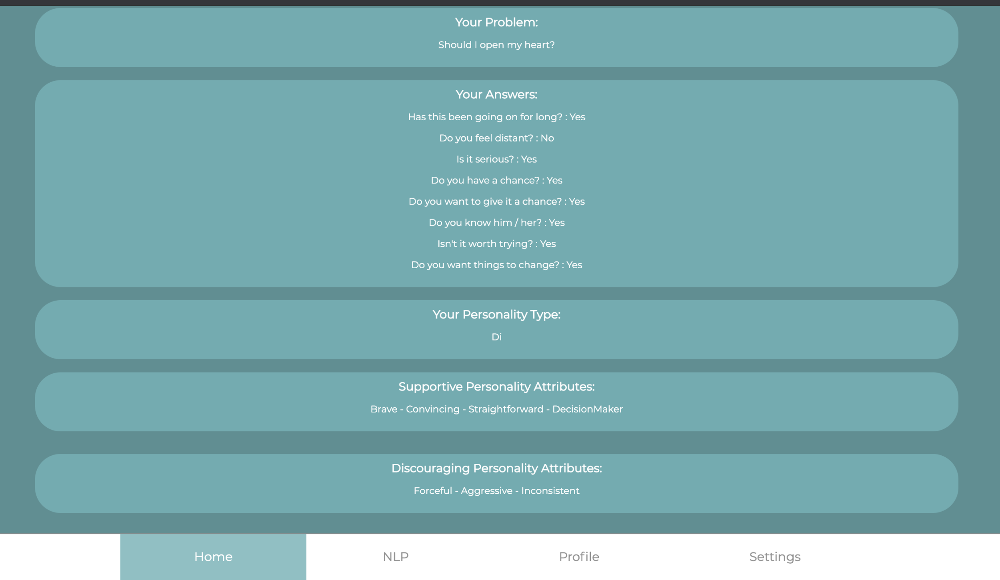 Your Problem:
Should I open my heart?
Your Answers:
Has this been going on for long? : Yes
Do you feel distant? : No
Is it serious? : Yes
Do you have a chance? : Yes
Do you want to give it a chance? : Yes
Do you know him / her? : Yes
Isn't it worth trying? : Yes
Do you want things to change? : Yes
Your Personality Type:
Di
Supportive Personality Attributes:
Brave - Convincing - Straightforward - DecisionMaker
Discouraging Personality Attributes:
Forceful - Aggressive - Inconsistent
Home NLP Profile Settings